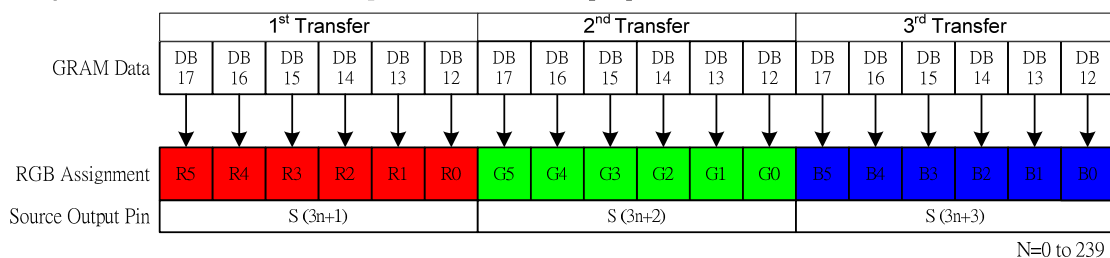 1st Transfer 2nd Transfer 3rd Transfer
GRAM Data DB 17 DB 16 DB 15 DB 14 DB 13 DB 12 DB 17 DB 16 DB 15 DB 14 DB 13 DB 12 DB 17 DB 16 DB 15 DB 14 DB 13 DB 12
RGB Assignment R5 R4 R3 R2 R1 R0 G5 G4 G3 G2 G1 G0 B5 B4 B3 B2 B1 B0
Source Output Pin S (3n+1) S (3n+2) S (3n+3)
N=0 to 239